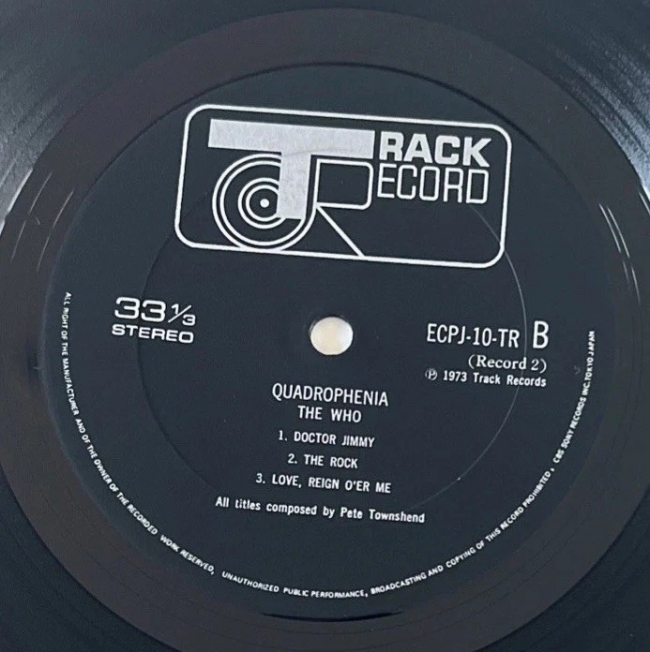 TRACK
RECORD
33 1/3
STEREO
ECPJ-10-TR B
(Record 2)
Ⓟ 1973 Track Records
QUADROPHENIA
THE WHO
1. DOCTOR JIMMY
2. THE ROCK
3. LOVE, REIGN O'ER ME
All titles composed by Pete Townshend
ALL RIGHT OF THE MANUFACTURER AND OF THE OWNER OF THE RECORDED WORK RESERVED, UNAUTHORIZED PUBLIC PERFORMANCE, BROADCASTING AND COPYING OF THIS RECORD PROHIBITED, CBS SONY RECORDS INC. TOKYO JAPAN